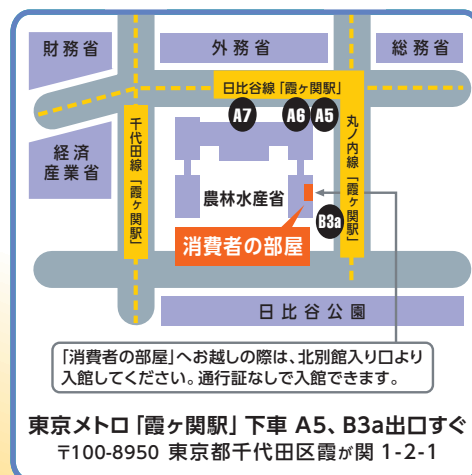 財務省
外務省
総務省
日比谷線「霞ヶ関駅」
A7
A6
A5
千代田線「霞ヶ関駅」
丸ノ内線「霞ヶ関駅」
経済
産業省
農林水産省
B3a
消費者の部屋
日比谷公園
「消費者の部屋」へお越しの際は、北別館入り口より
入館してください。通行証なしで入館できます。
東京メトロ「霞ヶ関駅」下車 A5、B3a出口すぐ
〒100-8950 東京都千代田区霞が関 1-2-1